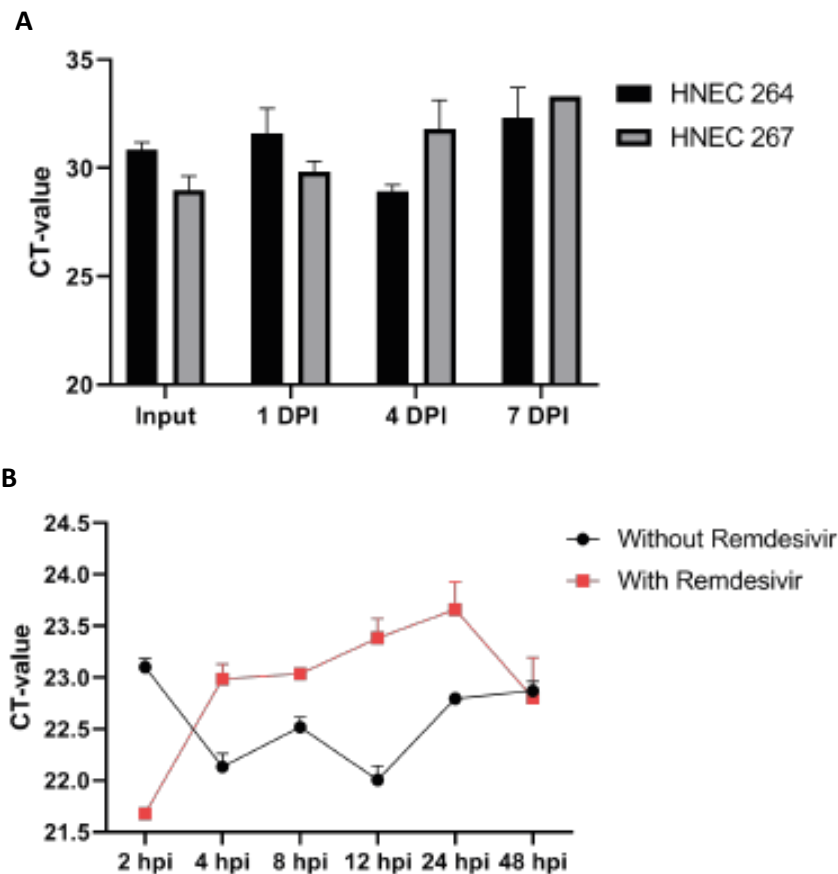 A
35
30
25
20
CT-value
Input 1 DPI 4 DPI 7 DPI
HNEC 264
HNEC 267
B
24.5
24.0
23.5
23.0
22.5
22.0
21.5
CT-value
2 hpi 4 hpi 8 hpi 12 hpi 24 hpi 48 hpi
Without Remdesivir
With Remdesivir